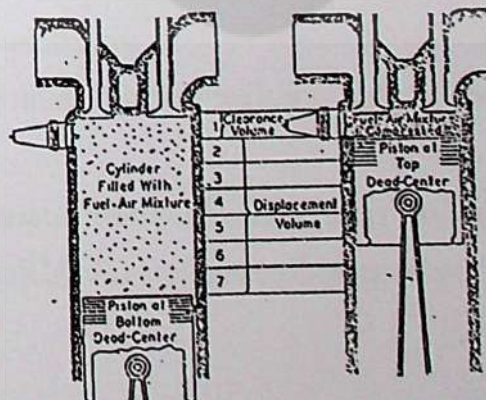 Cylinder
Filled With
Fuel-Air Mixture
Piston at
Bottom
Dead-Center
1 Clearance
Volume
2
3
4
5
6
7
Displacement
Volume
Fuel-Air Mixture
Compressed
Piston at
Top
Dead-Center